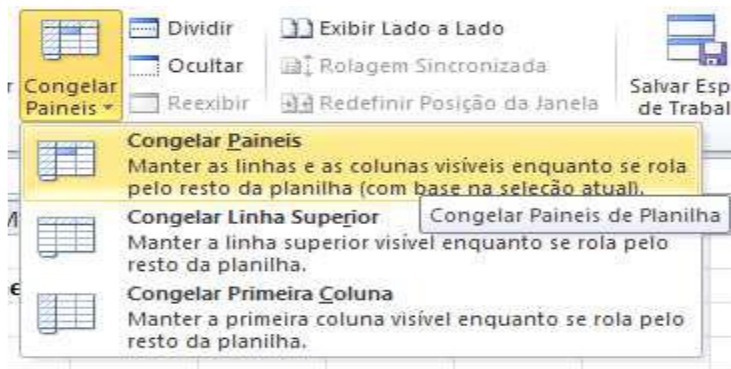 Dividir
Exibir Lado a Lado
Ocultar
Rolagem Sincronizada
Congelar
Paineis
Reexibir
Redefinir Posição da Janela
Salvar Esp
de Trabal
Congelar Paineis
Manter as linhas e as colunas visíveis enquanto se rola
pelo resto da planilha (com base na seleção atual).
Congelar Linha Superior
Congelar Paineis de Planilha
Manter a linha superior visível enquanto se rola pelo
resto da planilha.
Congelar Primeira Coluna
Manter a primeira coluna visível enquanto se rola pelo
resto da planilha.